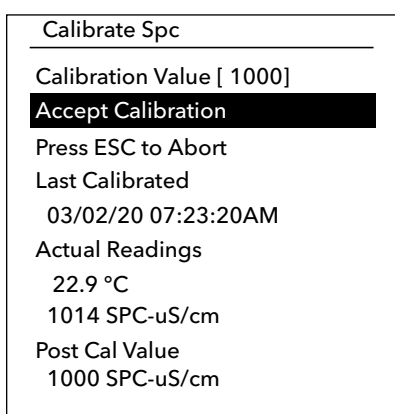 Calibrate Spc
Calibration Value [ 1000]
Accept Calibration
Press ESC to Abort
Last Calibrated
03/02/20 07:23:20AM
Actual Readings
22.9 °C
1014 SPC-uS/cm
Post Cal Value
1000 SPC-uS/cm